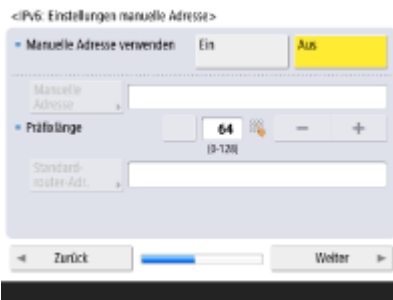 <IPv6: Einstellungen manuelle Adresse>
Manuelle Adresse verwenden
Ein
Aus
Manuelle
Adresse
Präfixlänge
64
(0-128)
−
+
Standard-
router-Adr.
Zurück
Weiter